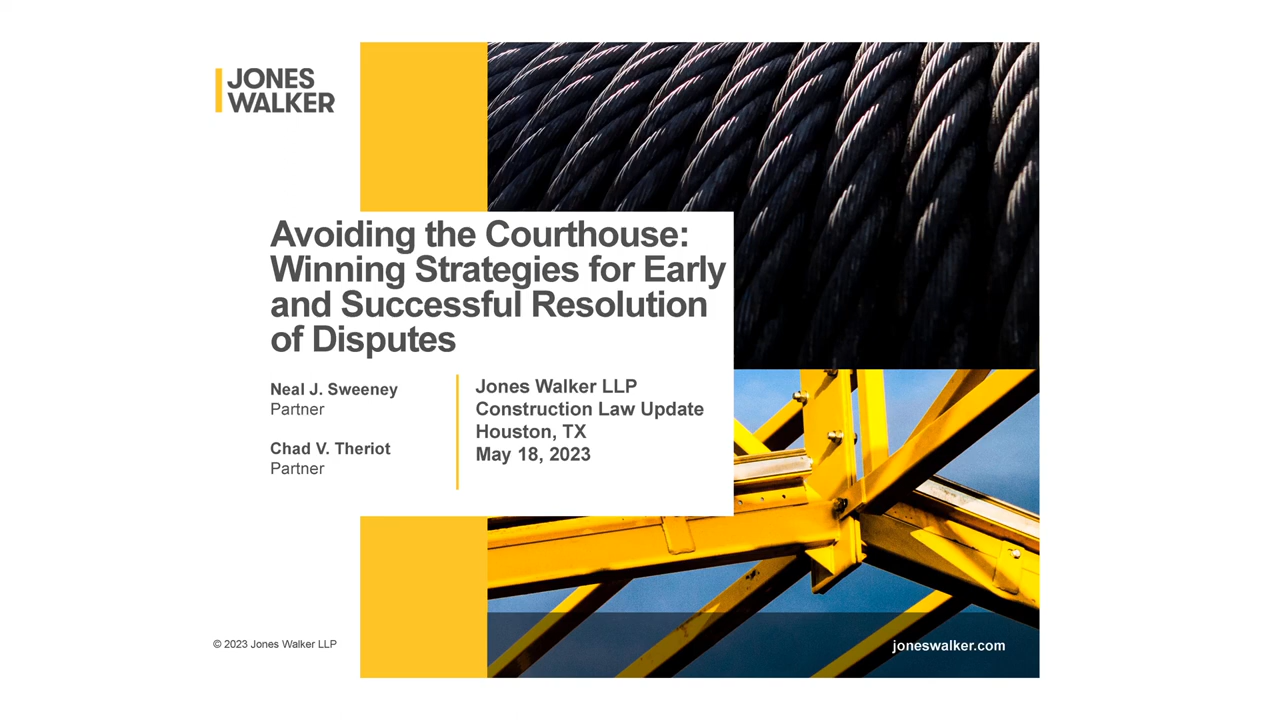 JONES
WALKER
Avoiding the Courthouse:
Winning Strategies for Early
and Successful Resolution
of Disputes
Neal J. Sweeney
Partner
Chad V. Theriot
Partner
Jones Walker LLP
Construction Law Update
Houston, TX
May 18, 2023
© 2023 Jones Walker LLP
joneswalker.com